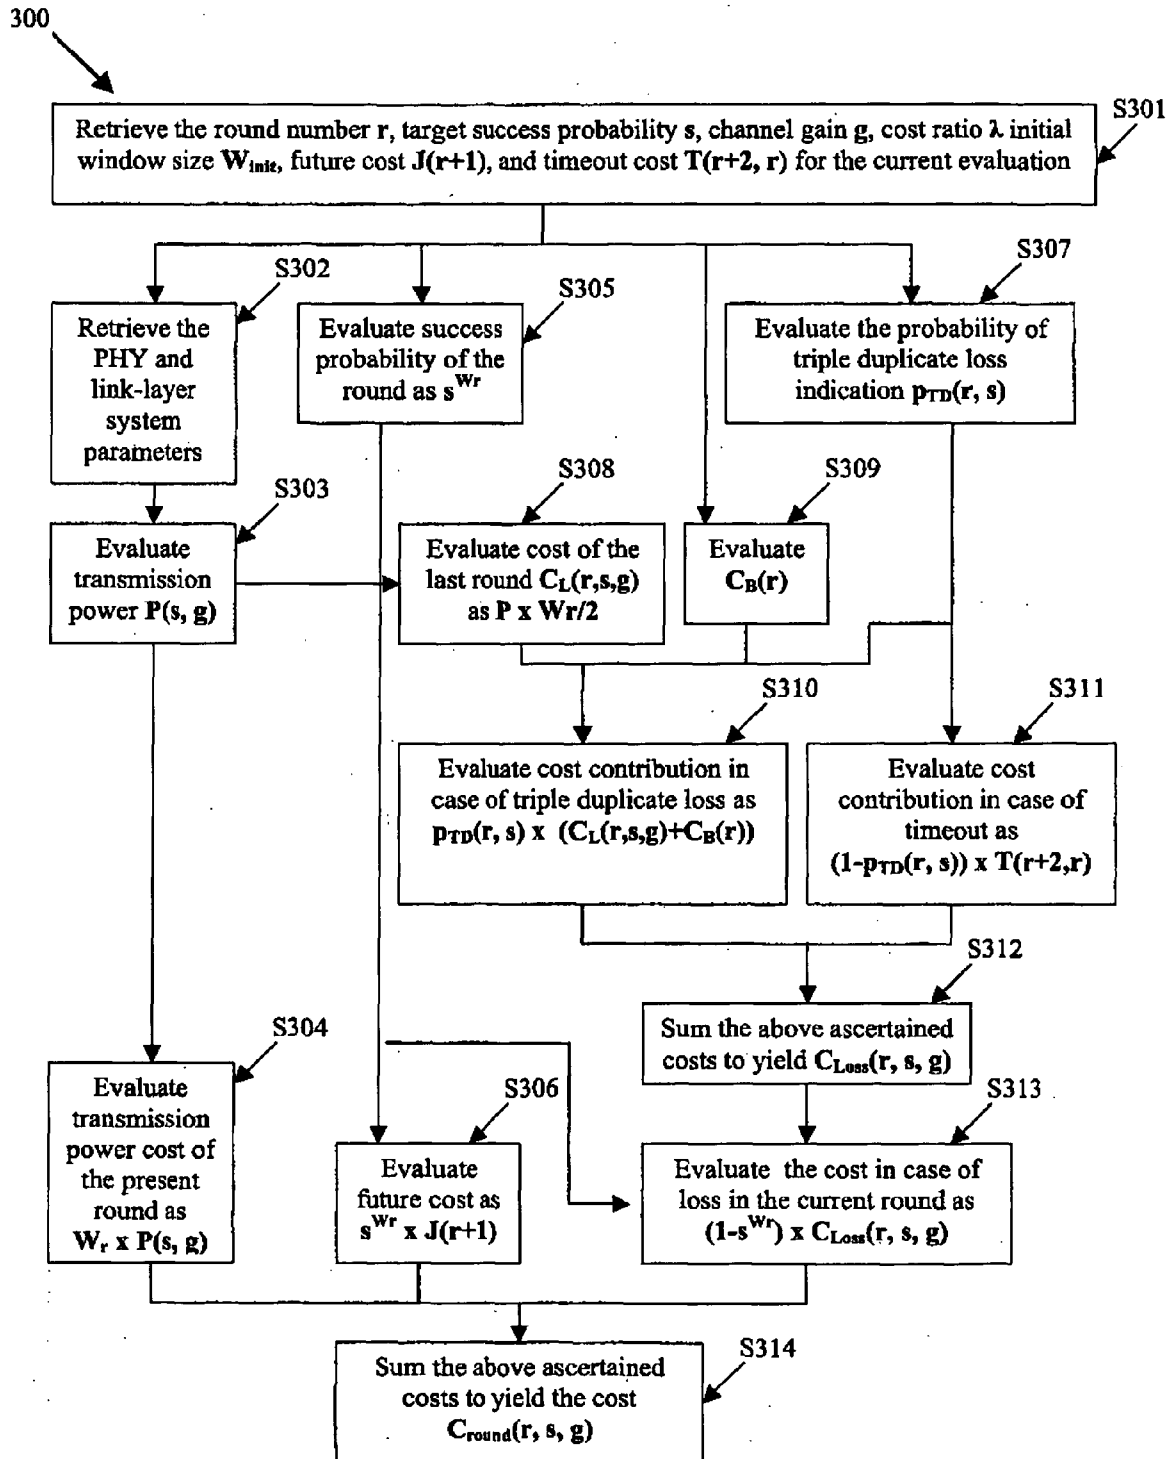 300
S301
Retrieve the round number r, target success probability s, channel gain g, cost ratio λ initial
window size Winit, future cost J(r+1), and timeout cost T(r+2, r) for the current evaluation
S302
Retrieve the
PHY and
link-layer
system
parameters
S305
Evaluate success
probability of the
round as s^Wr
S307
Evaluate the probability of
triple duplicate loss
indication pTD(r, s)
S303
Evaluate
transmission
power P(s, g)
S308
Evaluate cost of the
last round CL(r,s,g)
as P x Wr/2
S309
Evaluate
CB(r)
S310
Evaluate cost contribution in
case of triple duplicate loss as
pTD(r, s) x (CL(r,s,g)+CB(r))
S311
Evaluate cost
contribution in case of
timeout as
(1-pTD(r, s)) x T(r+2,r)
S312
Sum the above ascertained
costs to yield CLoss(r, s, g)
S304
Evaluate
transmission
power cost of
the present
round as
Wr x P(s, g)
S306
Evaluate
future cost as
s^Wr x J(r+1)
S313
Evaluate the cost in case of
loss in the current round as
(1-s^Wr) x CLoss(r, s, g)
S314
Sum the above ascertained
costs to yield the cost
Cround(r, s, g)